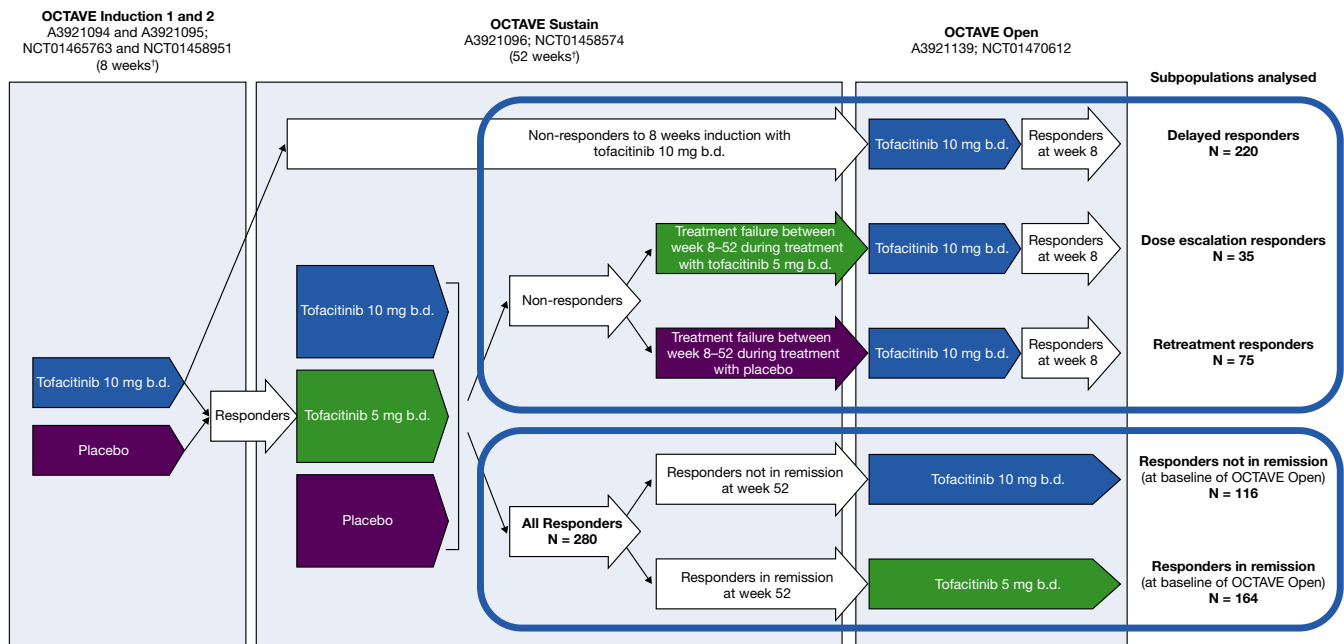 OCTAVE Induction 1 and 2
A3921094 and A3921095;
NCT01465763 and NCT01458951
(8 weeks†)
OCTAVE Sustain
A3921096; NCT01458574
(52 weeks†)
OCTAVE Open
A3921139; NCT01470612
Subpopulations analysed
Non-responders to 8 weeks induction with
tofacitinib 10 mg b.d.
Tofacitinib 10 mg b.d.
Responders
at week 8
Delayed responders
N = 220
Treatment failure between
week 8–52 during treatment
with tofacitinib 5 mg b.d.
Tofacitinib 10 mg b.d.
Responders
at week 8
Dose escalation responders
N = 35
Non-responders
Treatment failure between
week 8–52 during treatment
with placebo
Tofacitinib 10 mg b.d.
Responders
at week 8
Retreatment responders
N = 75
Tofacitinib 10 mg b.d.
Placebo
Responders
Tofacitinib 10 mg b.d.
Tofacitinib 5 mg b.d.
Placebo
All Responders
N = 280
Responders not in remission
at week 52
Tofacitinib 10 mg b.d.
Responders not in remission
(at baseline of OCTAVE Open)
N = 116
Responders in remission
at week 52
Tofacitinib 5 mg b.d.
Responders in remission
(at baseline of OCTAVE Open)
N = 164